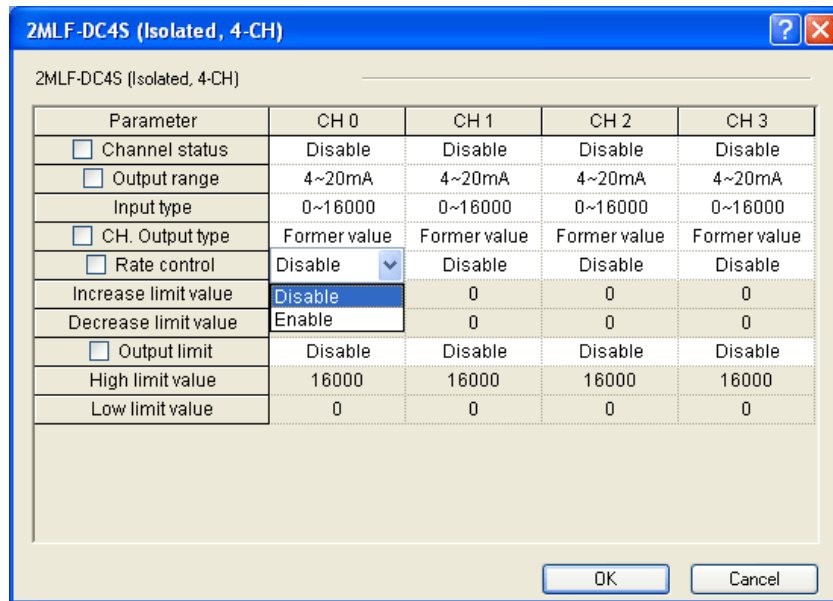 2MLF-DC4S (Isolated, 4-CH)
2MLF-DC4S (Isolated, 4-CH)
Parameter CH 0 CH 1 CH 2 CH 3
Channel status Disable Disable Disable Disable
Output range 4~20mA 4~20mA 4~20mA 4~20mA
Input type 0~16000 0~16000 0~16000 0~16000
CH. Output type Former value Former value Former value Former value
Rate control Disable Disable Disable Disable
Increase limit value Disable 0 0 0
Decrease limit value Enable 0 0 0
Output limit Disable Disable Disable Disable
High limit value 16000 16000 16000 16000
Low limit value 0 0 0 0
OK Cancel